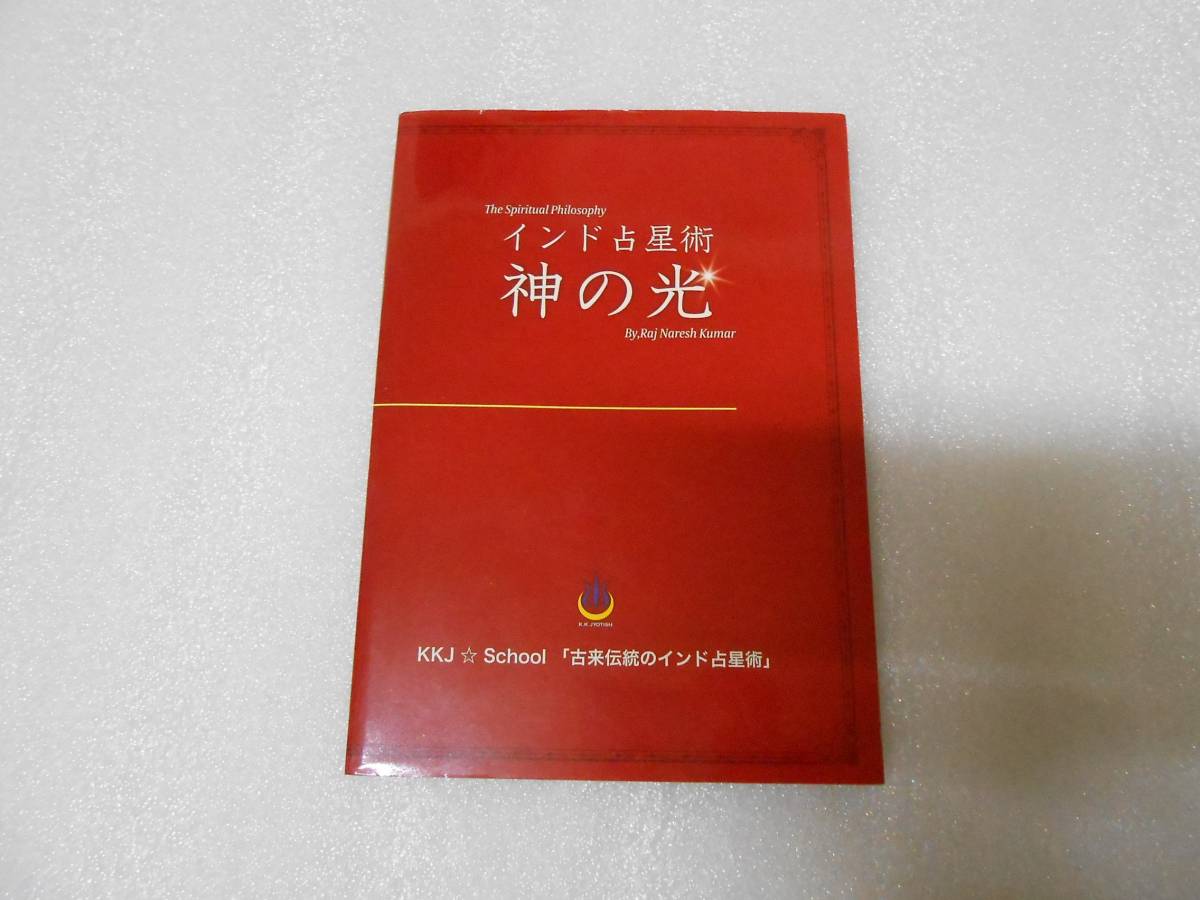 The Spiritual Philosophy
インド占星術
神の光
By,Raj Naresh Kumar
K.K.JYOTISH
KKJ ☆ School 「古来伝統のインド占星術」